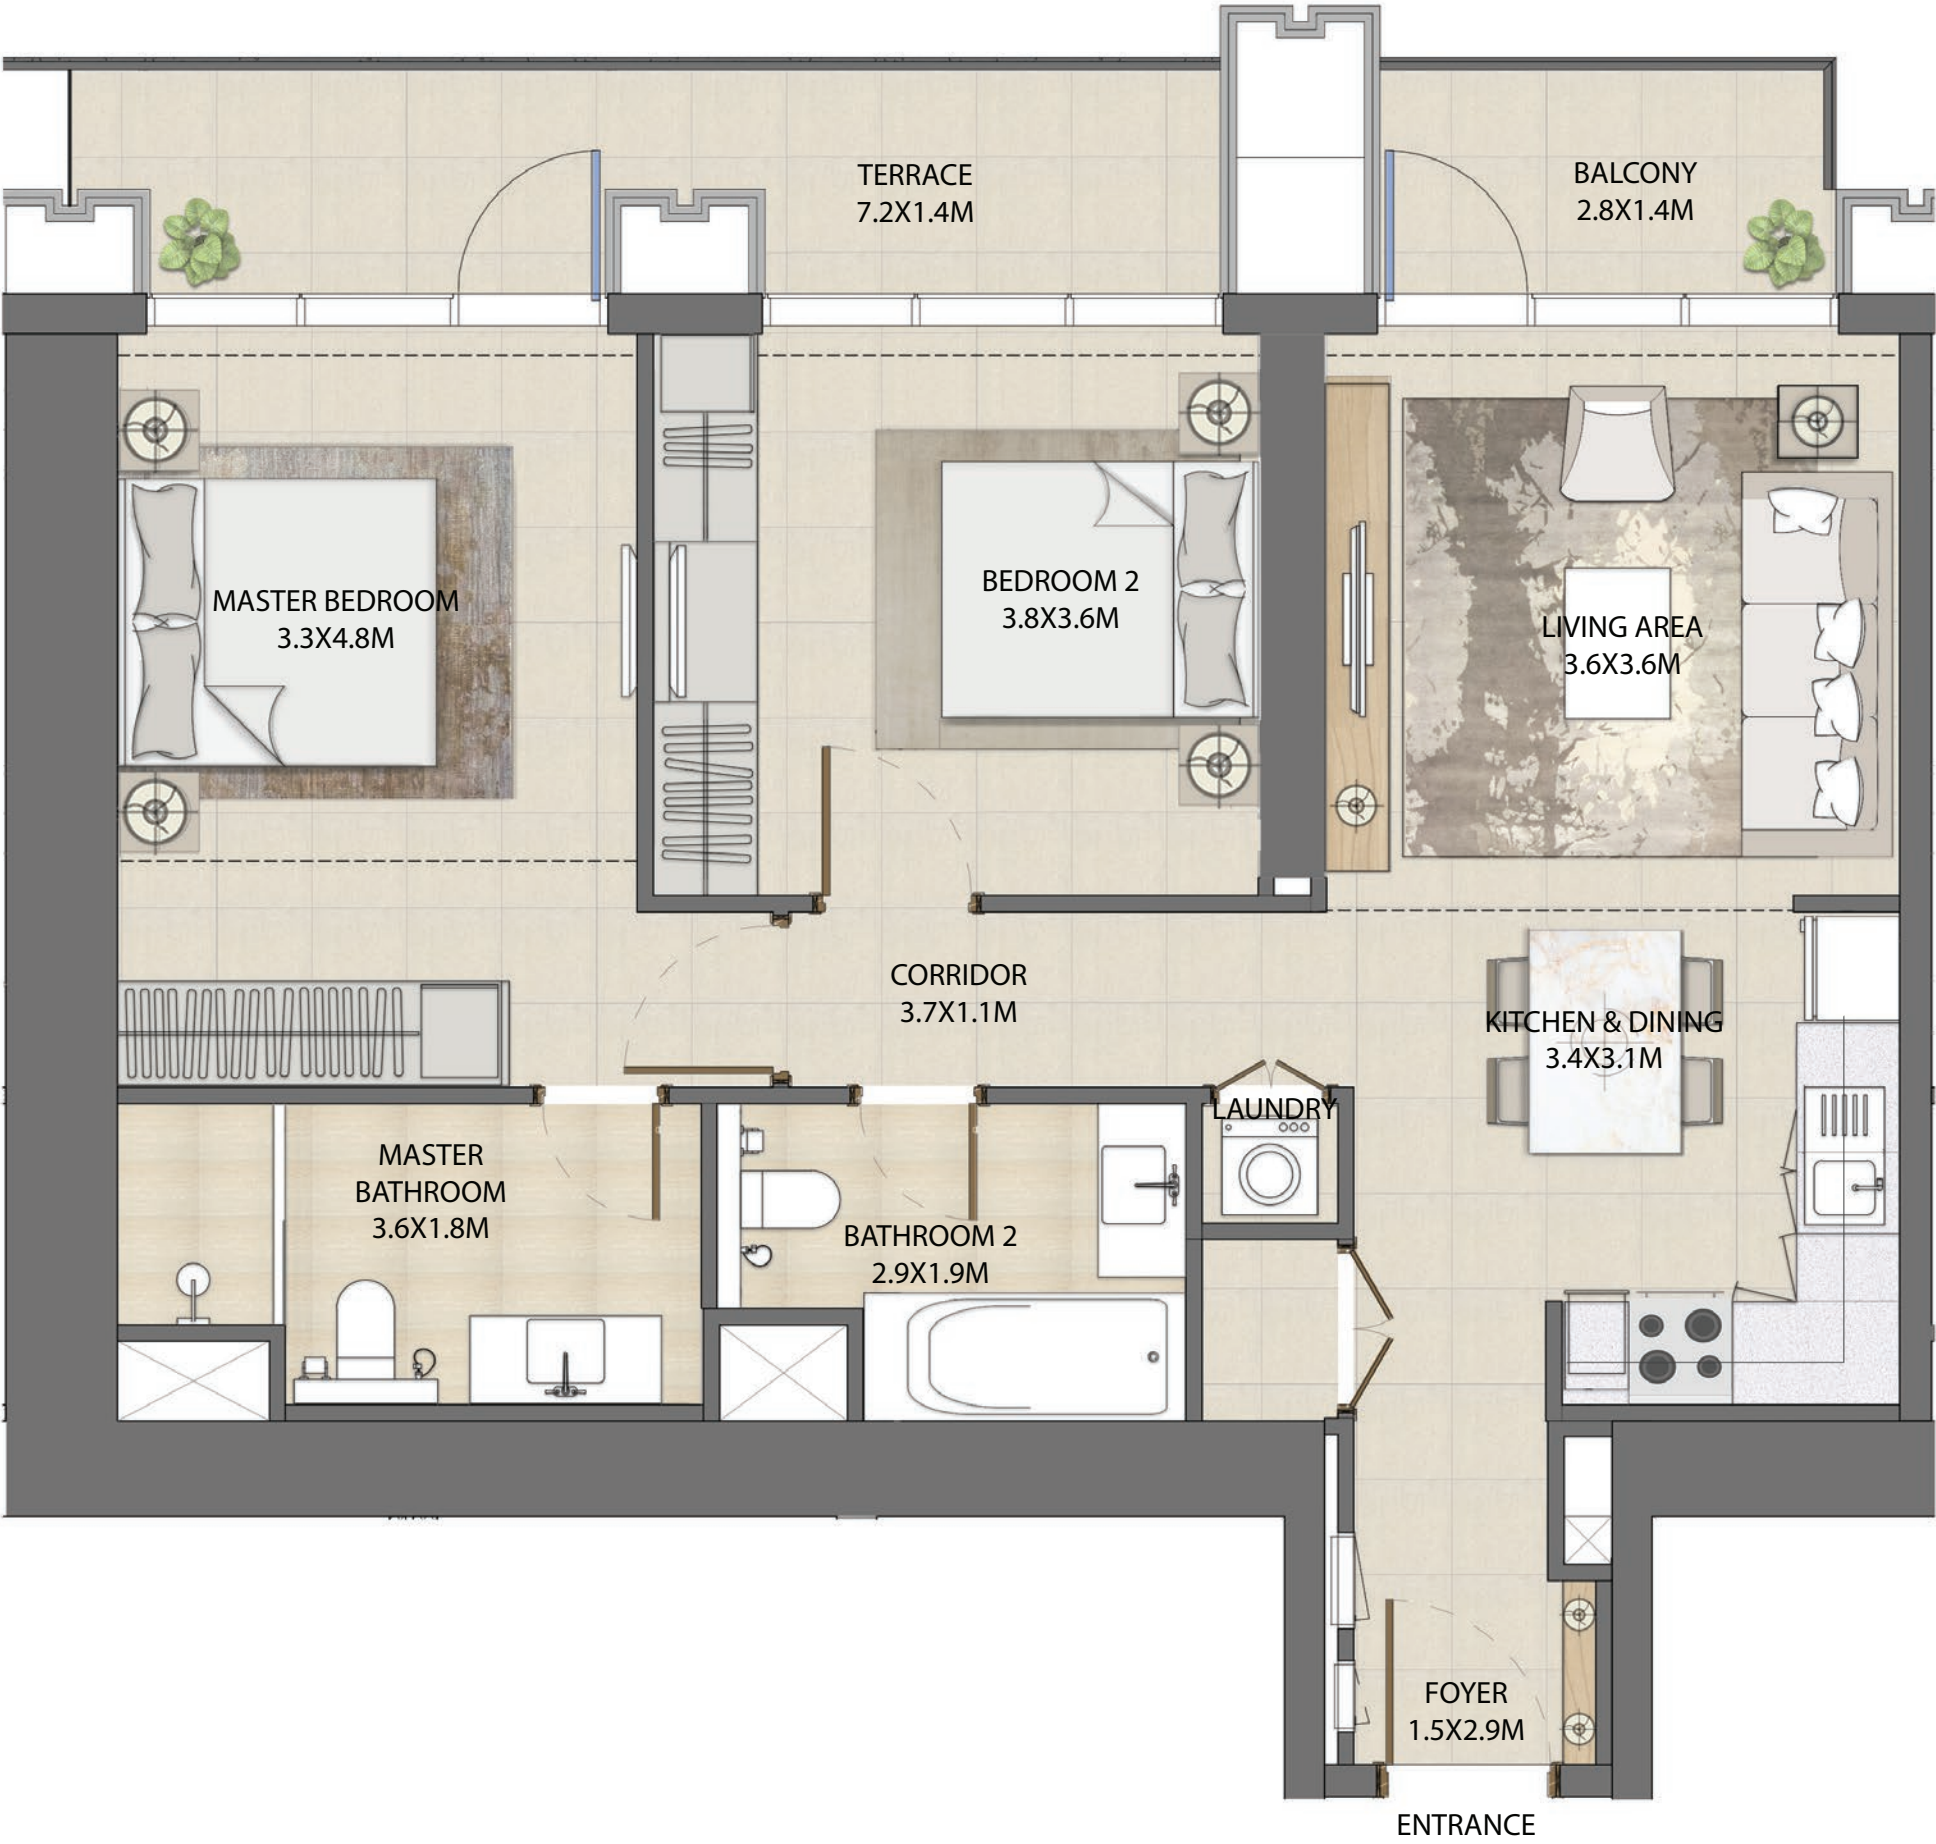 TERRACE
7.2X1.4M
BALCONY
2.8X1.4M
MASTER BEDROOM
3.3X4.8M
BEDROOM 2
3.8X3.6M
LIVING AREA
3.6X3.6M
CORRIDOR
3.7X1.1M
KITCHEN & DINING
3.4X3.1M
LAUNDRY
MASTER
BATHROOM
3.6X1.8M
BATHROOM 2
2.9X1.9M
FOYER
1.5X2.9M
ENTRANCE